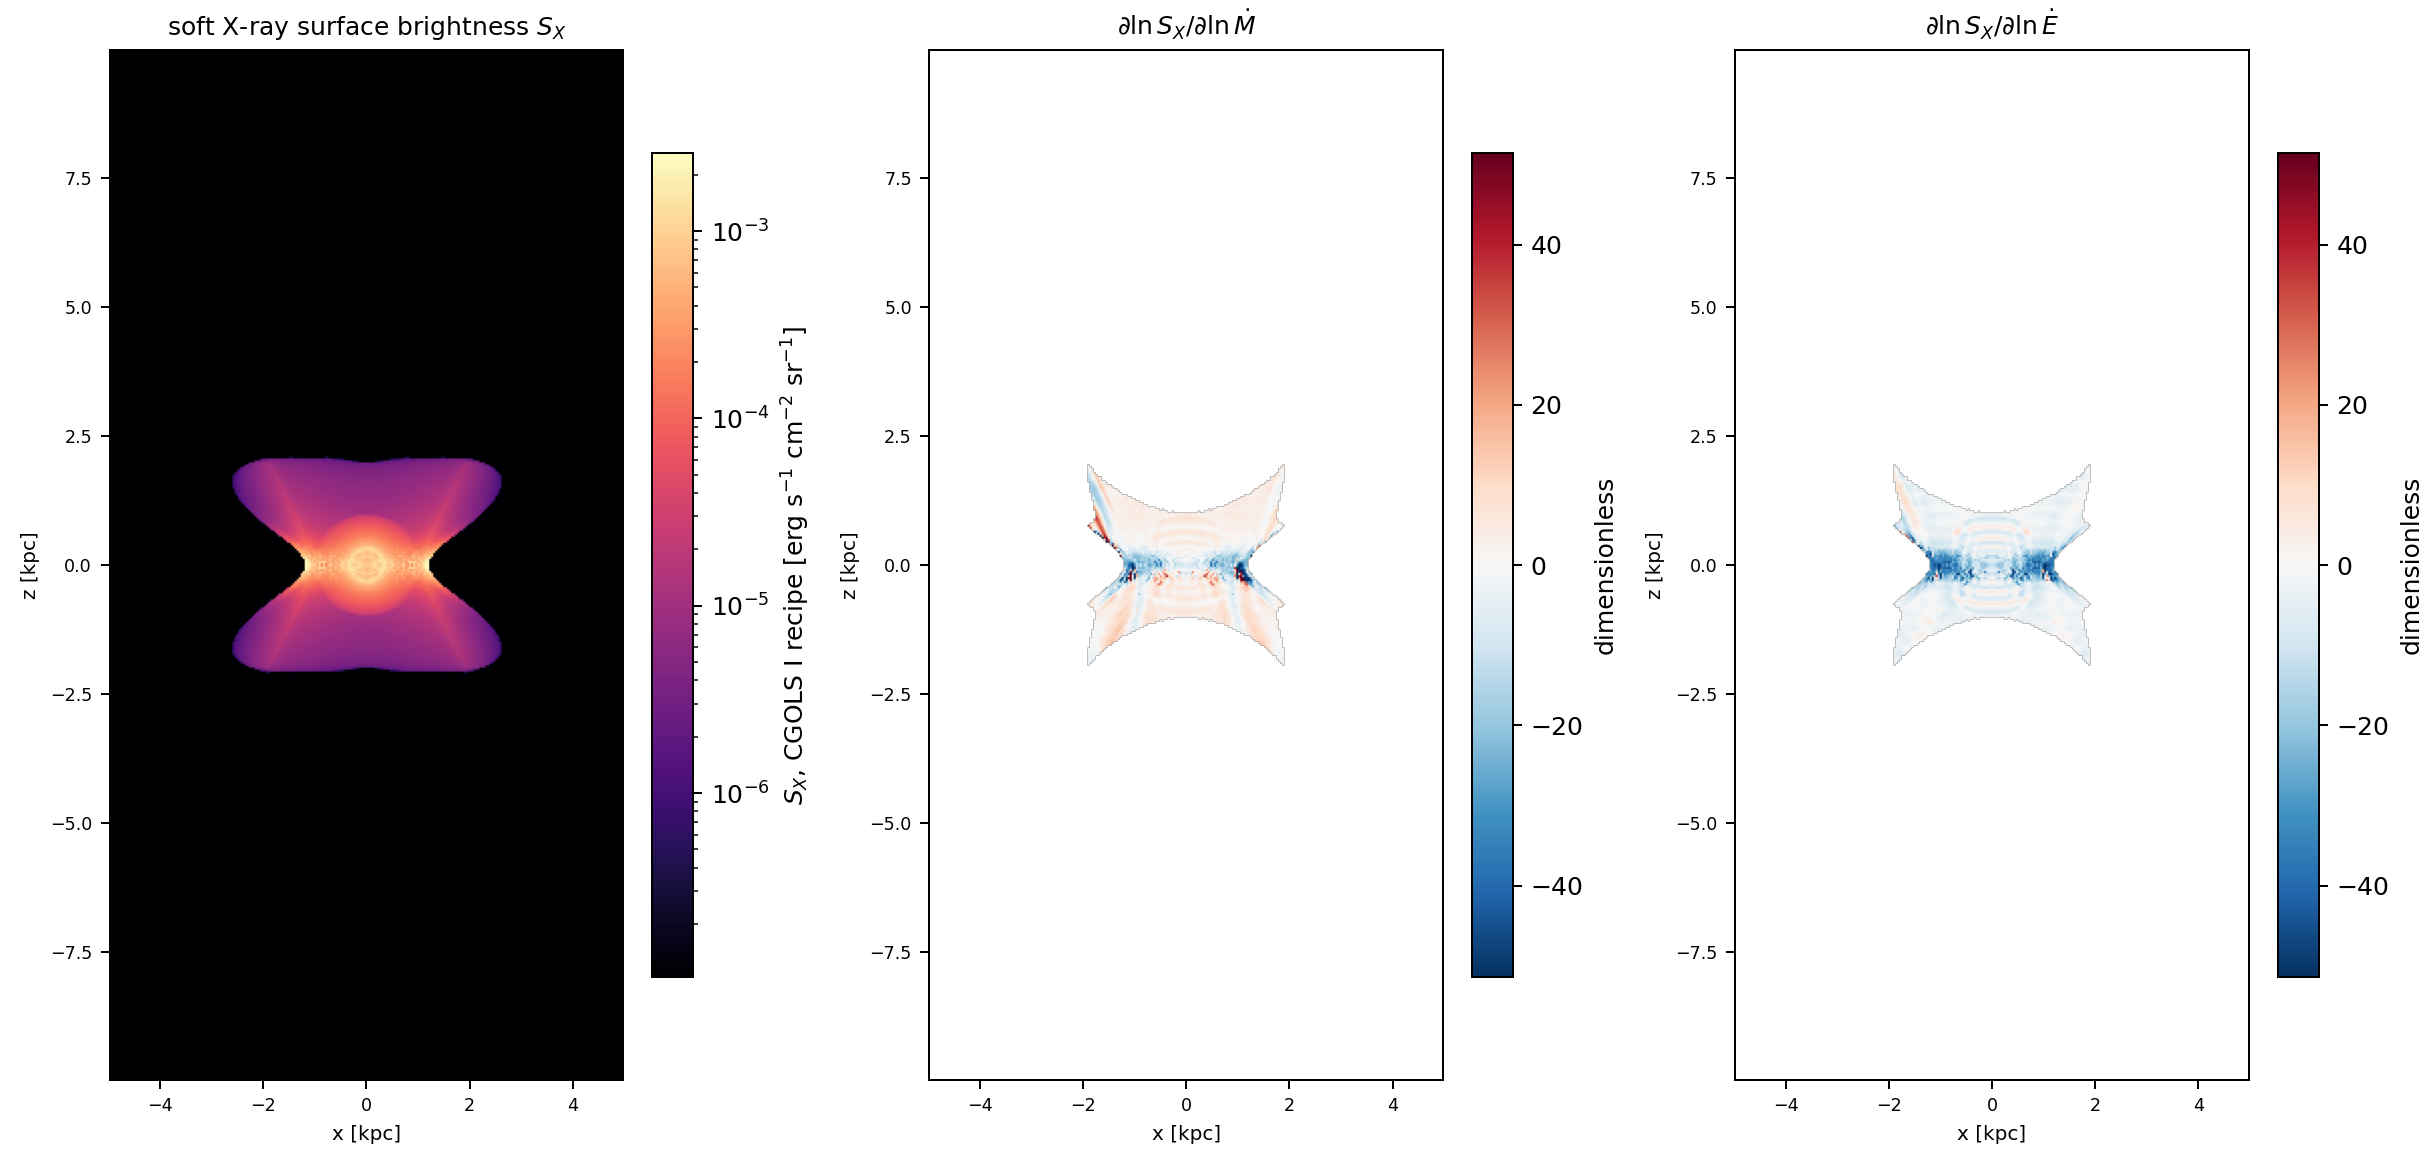 soft X-ray surface brightness $S_X$
7.5
5.0
2.5
0.0
−2.5
−5.0
−7.5
z [kpc]
−4 −2 0 2 4
x [kpc]
10⁻³
10⁻⁴
10⁻⁵
10⁻⁶
$S_X$, CGOLS I recipe [erg s⁻¹ cm⁻² sr⁻¹]
∂ln $S_X$/∂ln $\dot{M}$
7.5
5.0
2.5
0.0
−2.5
−5.0
−7.5
z [kpc]
−4 −2 0 2 4
x [kpc]
40
20
0
−20
−40
dimensionless
∂ln $S_X$/∂ln $\dot{E}$
7.5
5.0
2.5
0.0
−2.5
−5.0
−7.5
z [kpc]
−4 −2 0 2 4
x [kpc]
40
20
0
−20
−40
dimensionless